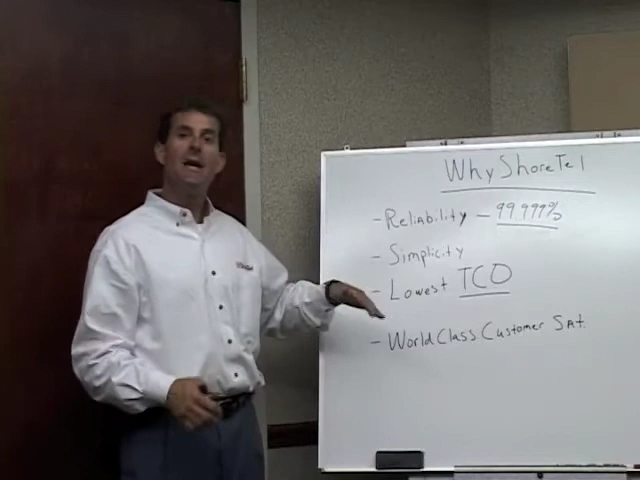 Why ShoreTel
- Reliability - 99.999%
- Simplicity
- Lowest TCO
- World Class Customer Sat.